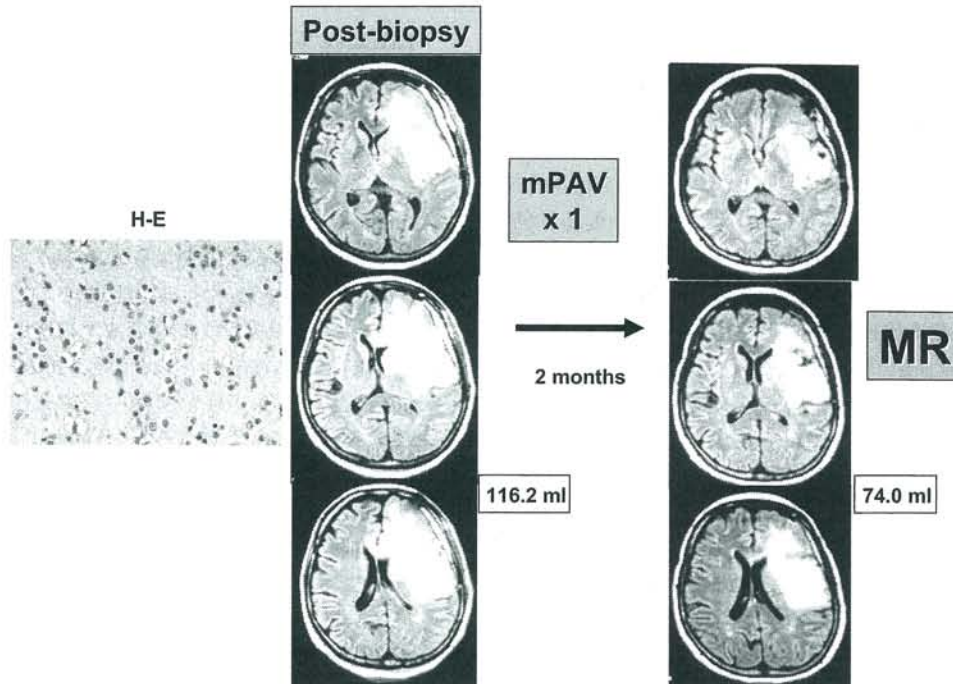 Post-biopsy
H-E
mPAV
x 1
2 months
MR
116.2 ml
74.0 ml